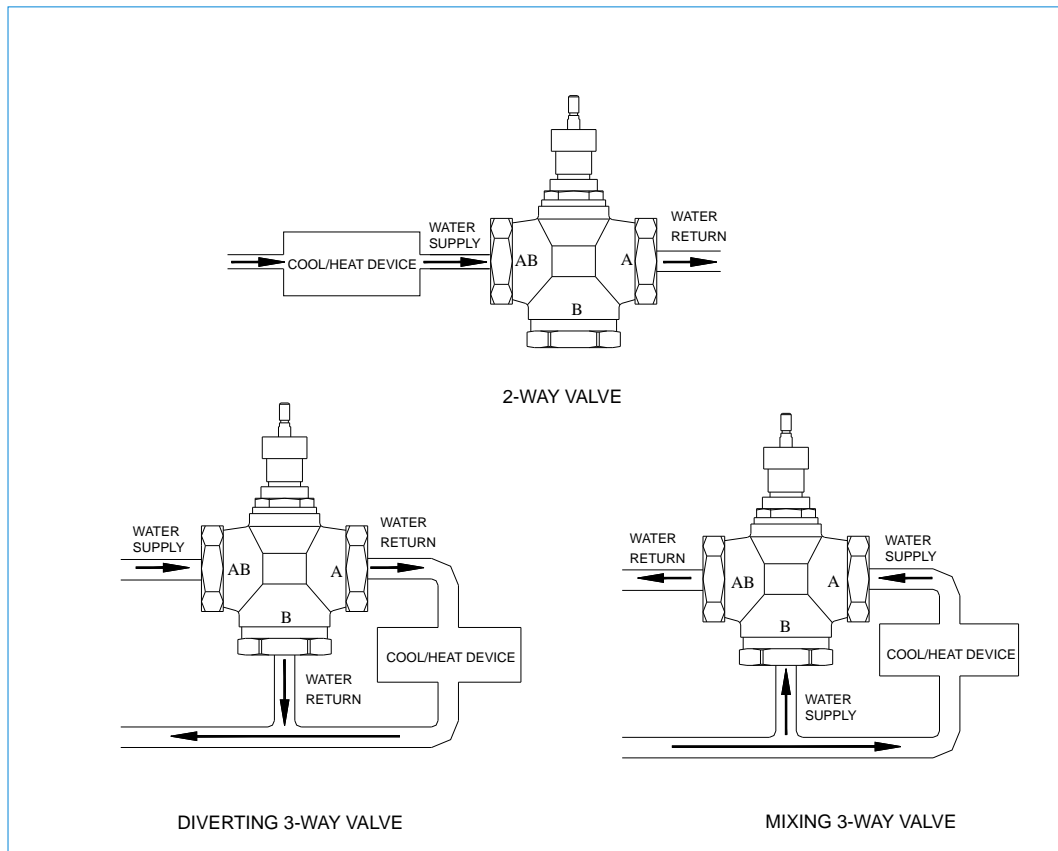 WATER
SUPPLY
WATER
RETURN
COOL/HEAT DEVICE
AB
A
B
2-WAY VALVE
WATER
SUPPLY
WATER
RETURN
AB
A
B
COOL/HEAT DEVICE
WATER
RETURN
DIVERTING 3-WAY VALVE
WATER
RETURN
WATER
SUPPLY
AB
A
B
COOL/HEAT DEVICE
WATER
SUPPLY
MIXING 3-WAY VALVE